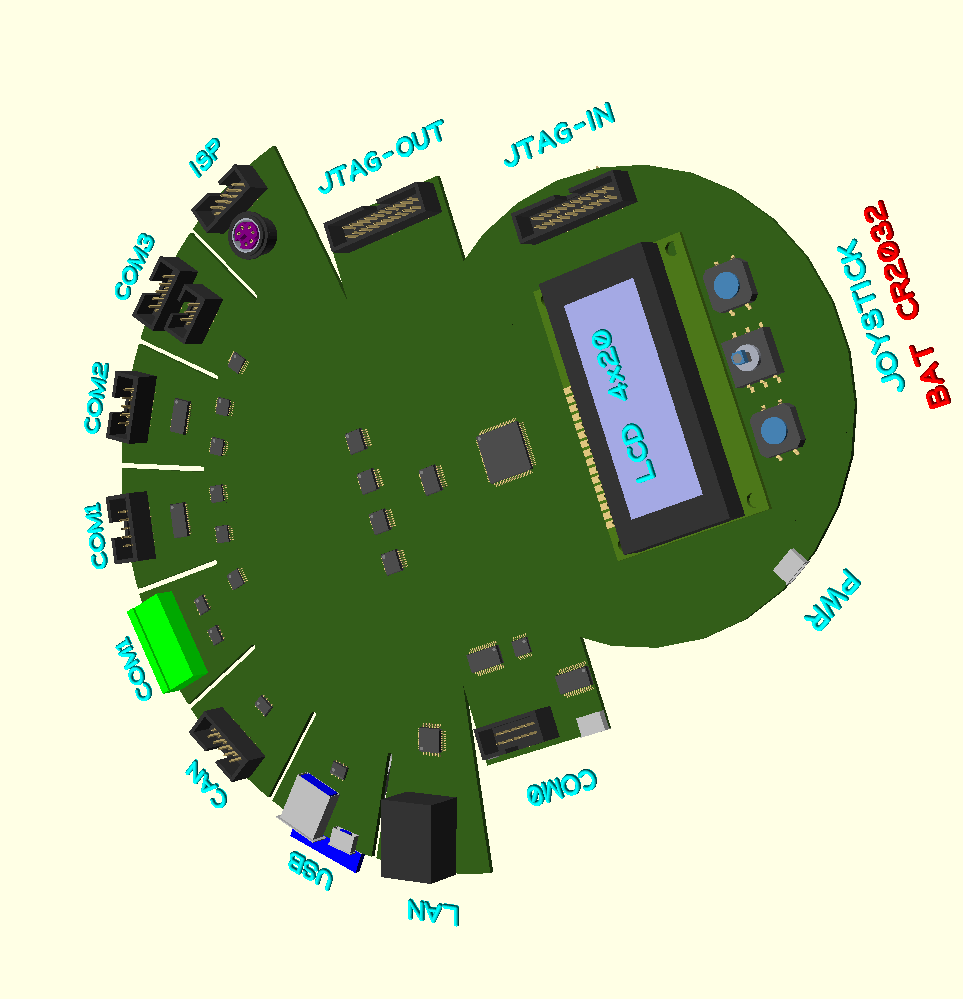 JTAG-IN
JTAG-OUT
ISP
COM3
COM2
COM1
COM1
CAN
USB
LAN
COM0
PWR
LCD 4x20
JOYSTICK
BAT CR2032